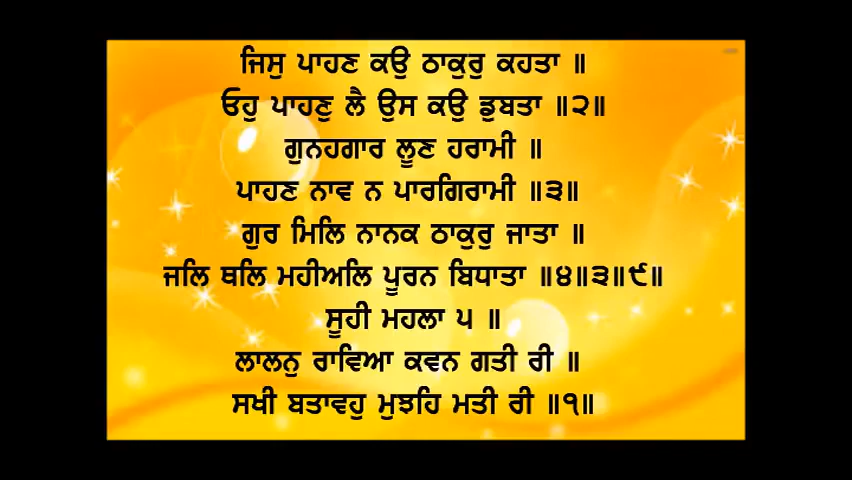 ਜਿਸੁ ਪਾਹਣ ਕਉ ਠਾਕੁਰੁ ਕਹਤਾ ॥
ਓਹੁ ਪਾਹਣੁ ਲੈ ਉਸ ਕਉ ਡੁਬਤਾ ॥੨॥
ਗੁਨਹਗਾਰ ਲੂਣ ਹਰਾਮੀ ॥
ਪਾਹਣ ਨਾਵ ਨ ਪਾਰਗਿਰਾਮੀ ॥੩॥
ਗੁਰ ਮਿਲਿ ਨਾਨਕ ਠਾਕੁਰੁ ਜਾਤਾ ॥
ਜਲਿ ਥਲਿ ਮਹੀਅਲਿ ਪੂਰਨ ਬਿਧਾਤਾ ॥੪॥੩॥੯॥
ਸੂਹੀ ਮਹਲਾ ੫ ॥
ਲਾਲਨੁ ਰਾਵਿਆ ਕਵਨ ਗਤੀ ਰੀ ॥
ਸਖੀ ਬਤਾਵਹੁ ਮੁਝਹਿ ਮਤੀ ਰੀ ॥੧॥